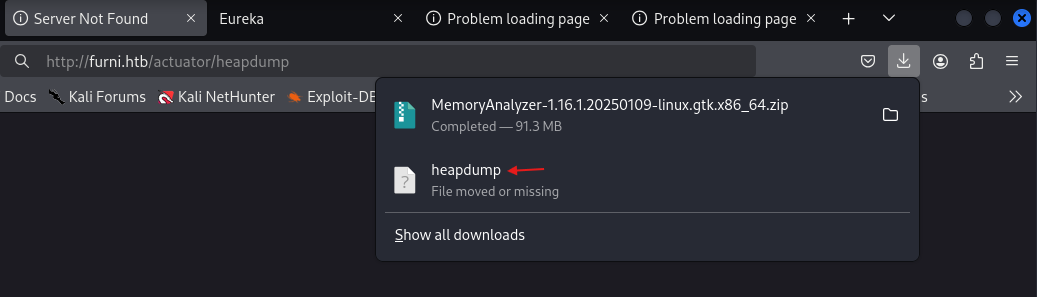 Server Not Found
Eureka
Problem loading page
Problem loading page
http://furni.htb/actuator/heapdump
Docs
Kali Forums
Kali NetHunter
Exploit-DB
s
MemoryAnalyzer-1.16.1.20250109-linux.gtk.x86_64.zip
Completed — 91.3 MB
heapdump
?
File moved or missing
Show all downloads